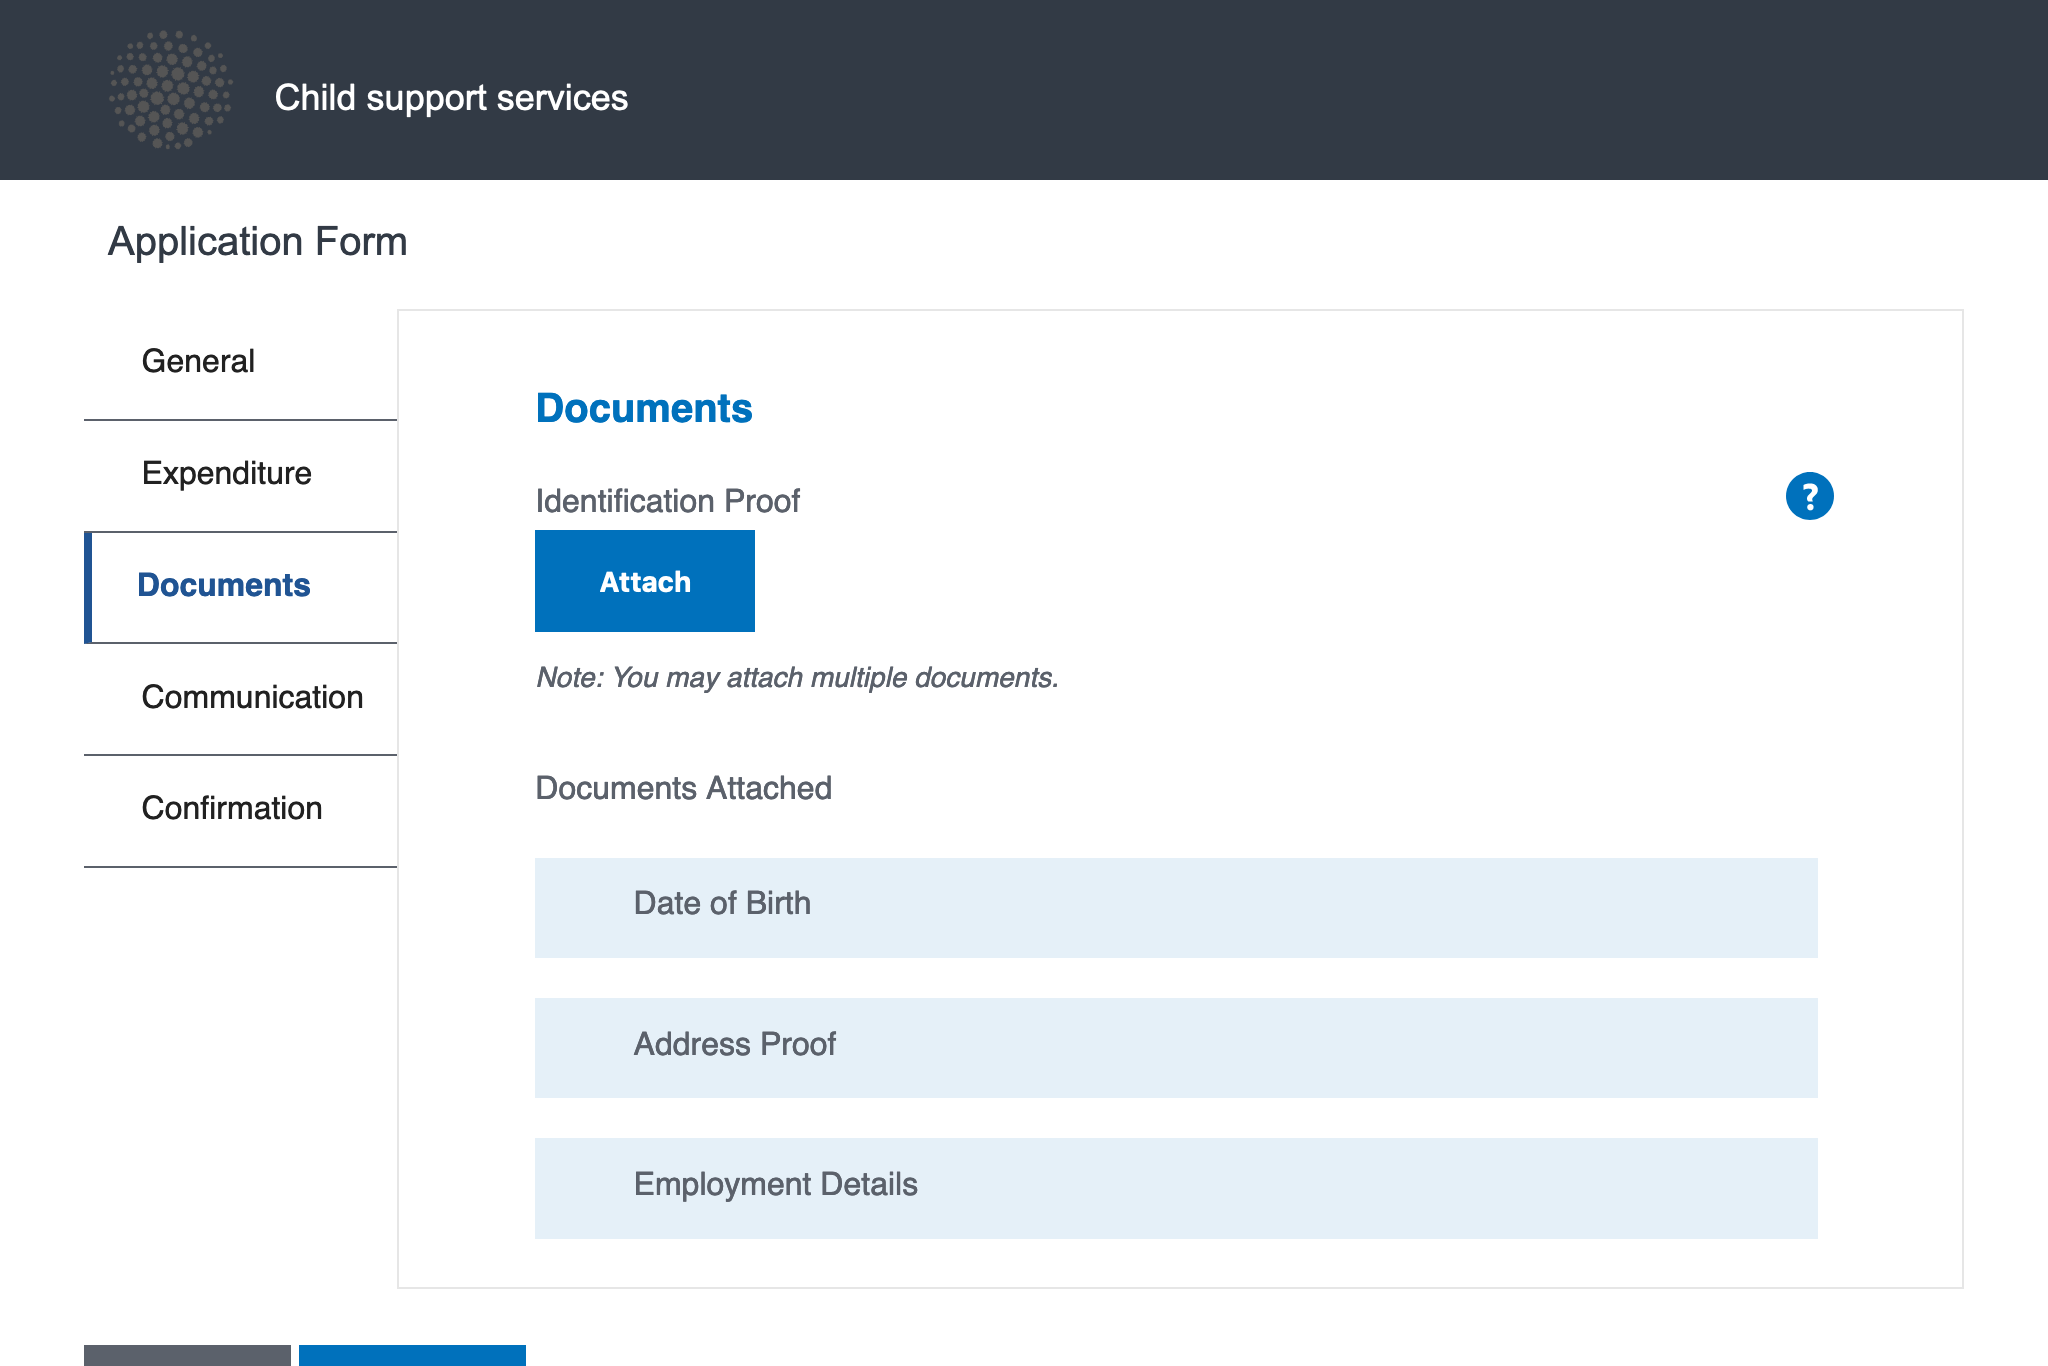 Child support services
Application Form
General
Expenditure
Documents
Communication
Confirmation
Documents
Identification Proof
?
Attach
Note: You may attach multiple documents.
Documents Attached
Date of Birth
Address Proof
Employment Details